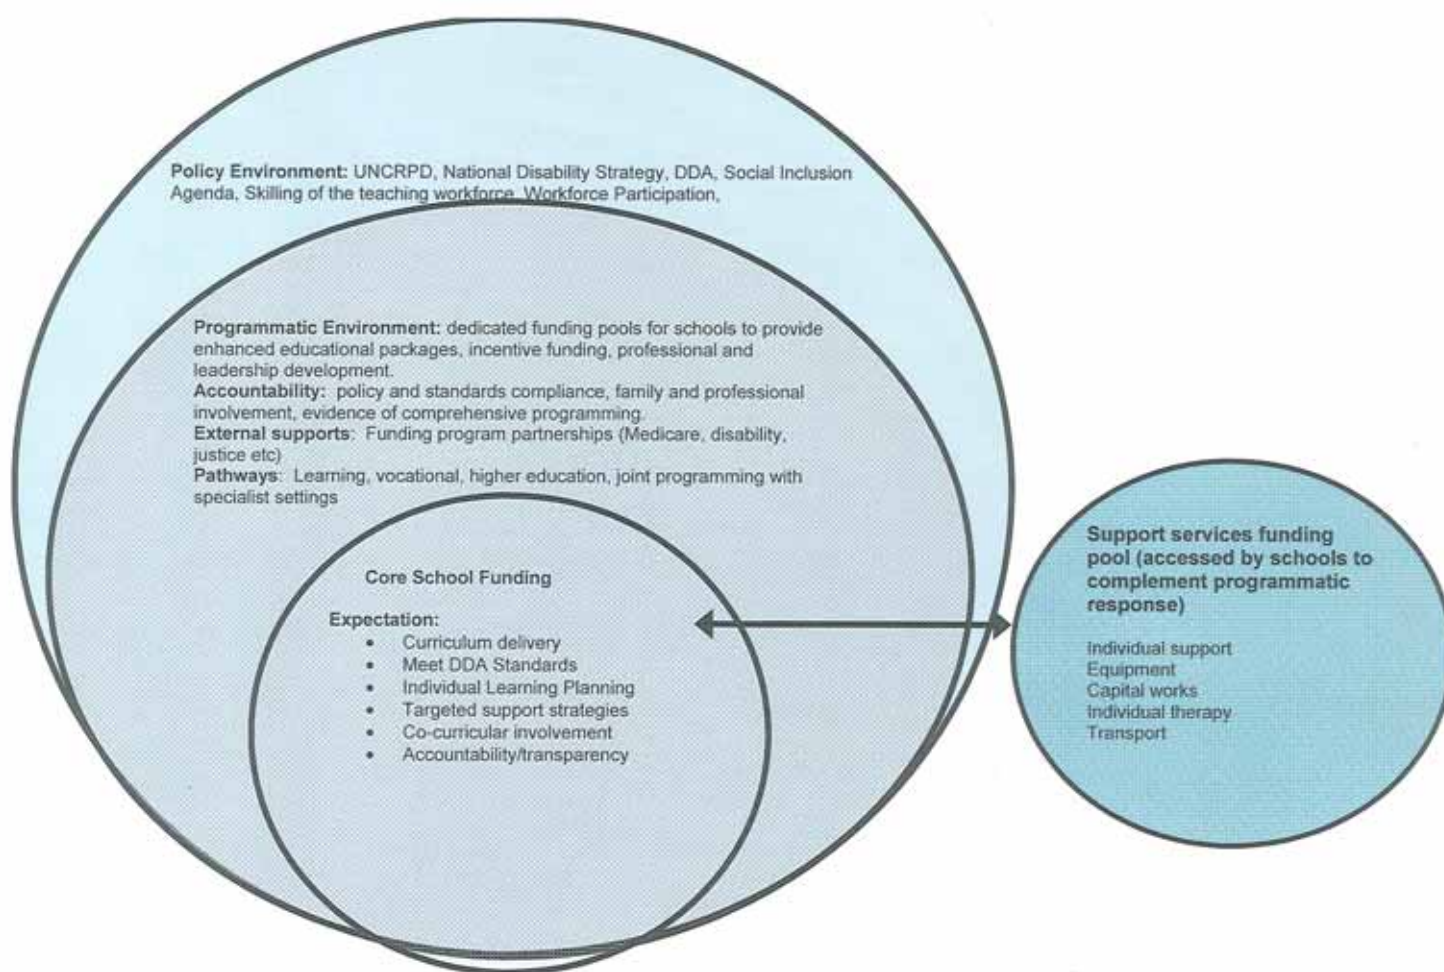 Policy Environment: UNCRPD, National Disability Strategy, DDA, Social Inclusion
Agenda, Skilling of the teaching workforce, Workforce Participation,
Programmatic Environment: dedicated funding pools for schools to provide
enhanced educational packages, incentive funding, professional and
leadership development.
Accountability: policy and standards compliance, family and professional
involvement, evidence of comprehensive programming.
External supports: Funding program partnerships (Medicare, disability,
justice etc)
Pathways: Learning, vocational, higher education, joint programming with
specialist settings
Core School Funding
Expectation:
• Curriculum delivery
• Meet DDA Standards
• Individual Learning Planning
• Targeted support strategies
• Co-curricular involvement
• Accountability/transparency
Support services funding
pool (accessed by schools to
complement programmatic
response)
Individual support
Equipment
Capital works
Individual therapy
Transport